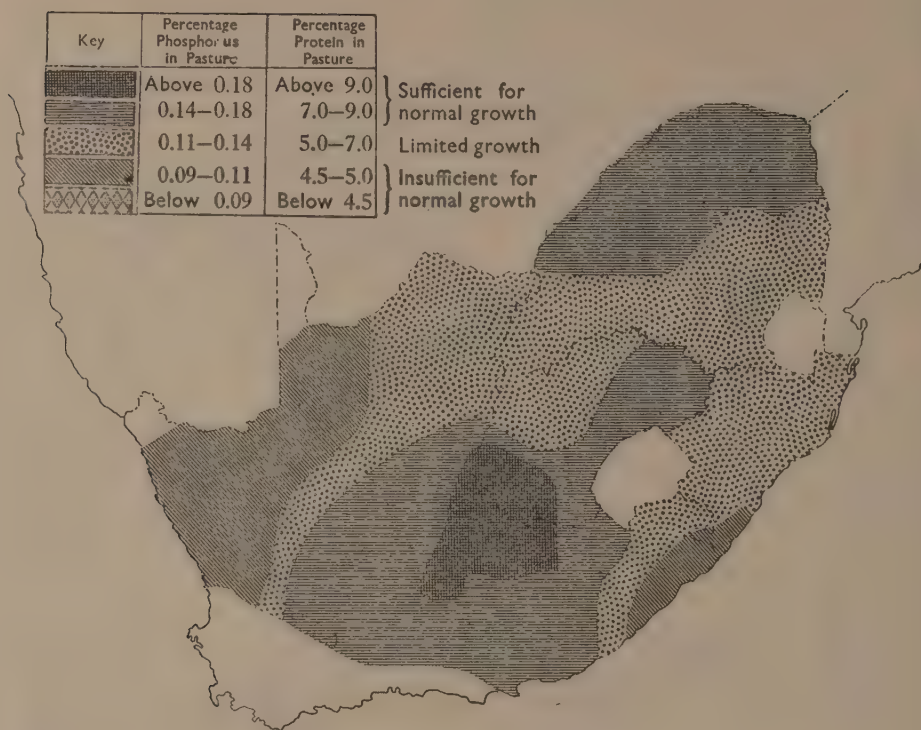 Key
Percentage Phosphorus in Pasture
Percentage Protein in Pasture
Above 0.18 Above 9.0
0.14–0.18 7.0–9.0
Sufficient for normal growth
0.11–0.14 5.0–7.0 Limited growth
0.09–0.11 4.5–5.0
Below 0.09 Below 4.5
Insufficient for normal growth